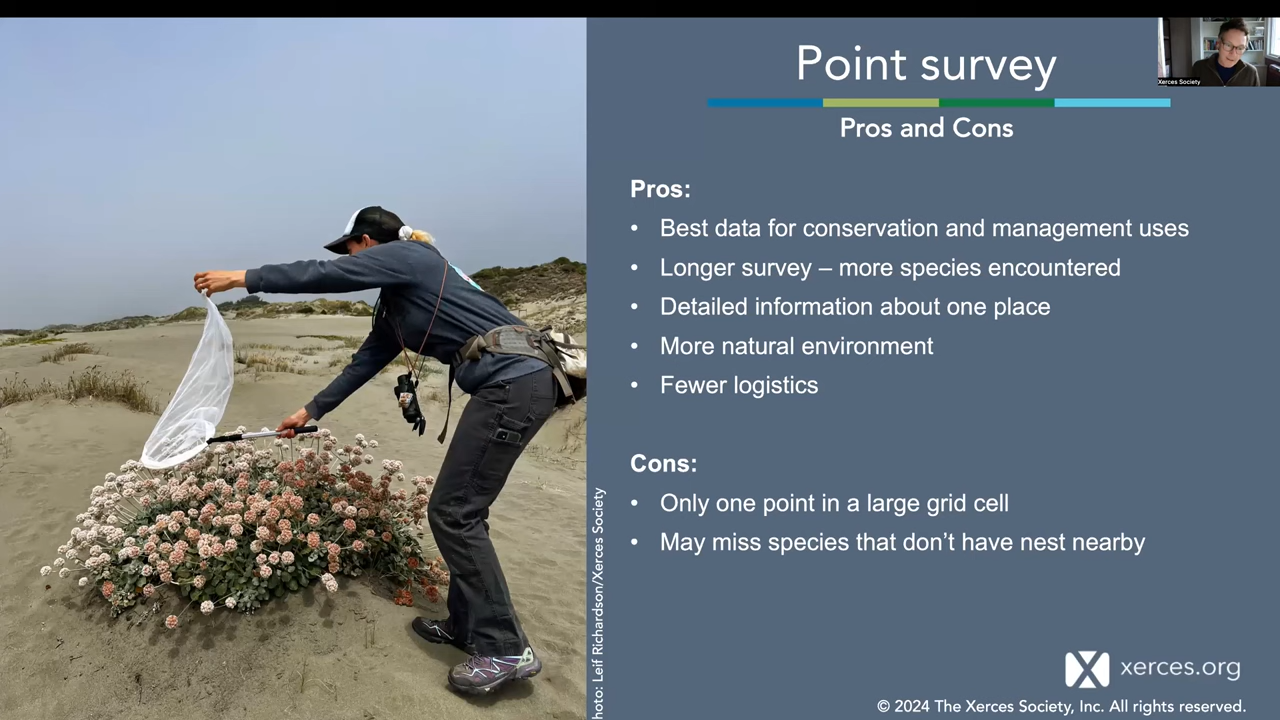 Point survey
Xerces Society
Pros and Cons
Pros:
• Best data for conservation and management uses
• Longer survey – more species encountered
• Detailed information about one place
• More natural environment
• Fewer logistics
Cons:
• Only one point in a large grid cell
• May miss species that don’t have nest nearby
hoto: Leif Richardson/Xerces Society
xerces.org
© 2024 The Xerces Society, Inc. All rights reserved.